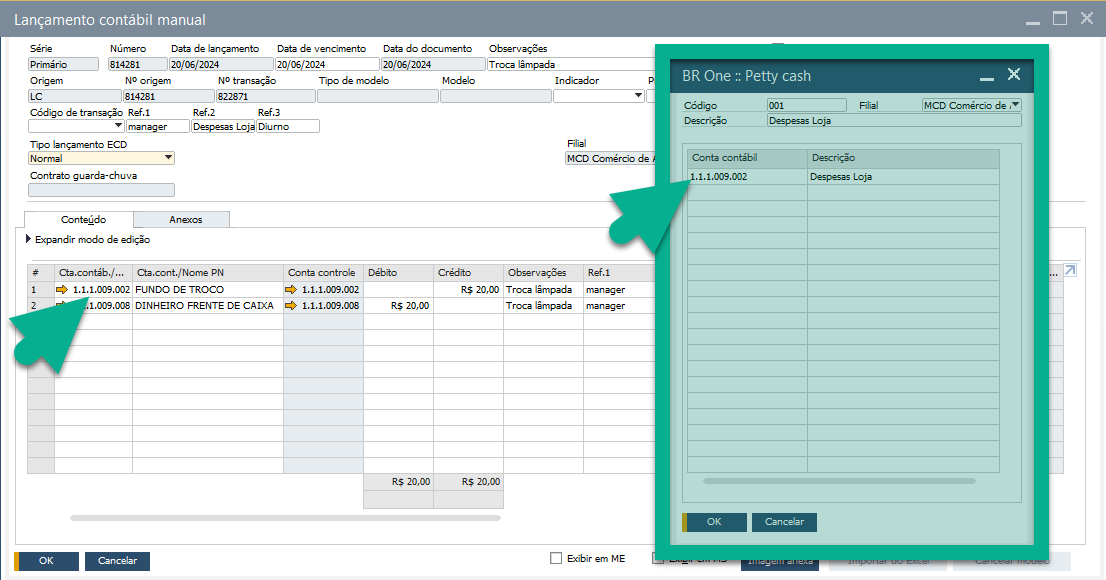 Lançamento contábil manual
Série Número Data de lançamento Data de vencimento Data do documento Observações
Primário 814281 20/06/2024 20/06/2024 20/06/2024 Troca lâmpada
Origem Nº origem Nº transação Tipo de modelo Modelo Indicador
LC 814281 822871
Código de transação Ref.1 Ref.2 Ref.3
manager Despesas Loja Diurno
Tipo lançamento ECD Filial
Normal MCD Comércio de
Contrato guarda-chuva
Conteúdo Anexos
Expandir modo de edição
# Cta.contáb./... Cta.cont./Nome PN Conta controle Débito Crédito Observações Ref.1 ...
1 1.1.1.009.002 FUNDO DE TROCO 1.1.1.009.002 R$ 20,00 Troca lâmpada manager
2 .1.009.008 DINHEIRO FRENTE DE CAIXA 1.1.1.009.008 R$ 20,00 Troca lâmpada manager
R$ 20,00 R$ 20,00
OK Cancelar Exibir em ME Exibir em MS Imagem anexa Importar do Excel Cancelar modelo
BR One :: Petty cash
Código 001 Filial MCD Comércio de
Descrição Despesas Loja
Conta contábil Descrição
1.1.1.009.002 Despesas Loja
OK Cancelar